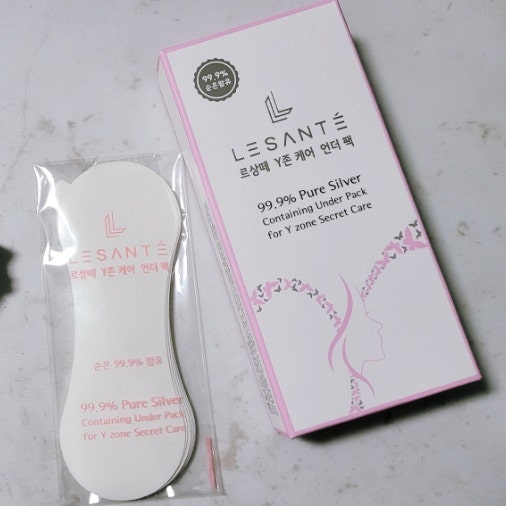 99.9%
순은함유
LESANTÉ
르상떼 Y존 케어 언더 팩
99.9% Pure Silver
Containing Under Pack
for Y zone Secret Care
LESANTÉ
르상떼 Y존 케어 언더 팩
순은 99.9% 함유
99.9% Pure Silver
Containing Under Pack
for Y zone Secret Care